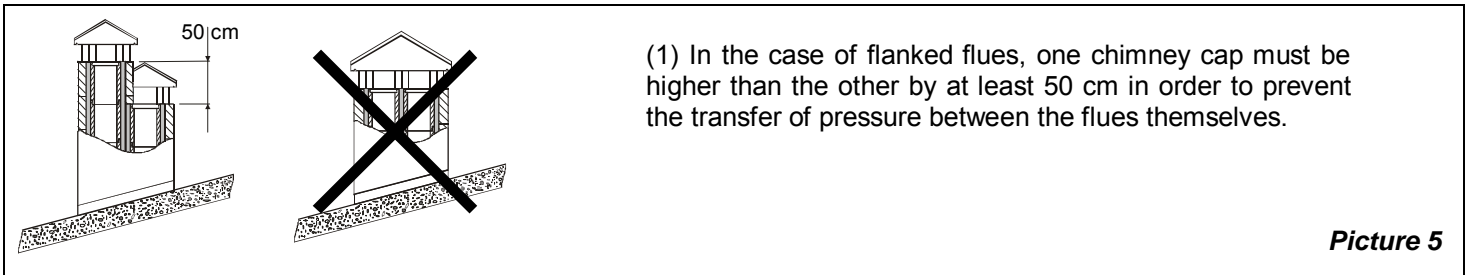 50 cm
(1) In the case of flanked flues, one chimney cap must be
higher than the other by at least 50 cm in order to prevent
the transfer of pressure between the flues themselves.
Picture 5